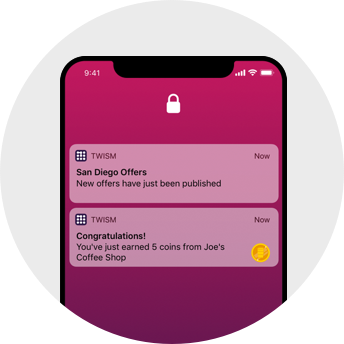 9:41
TWISM Now
San Diego Offers
New offers have just been published
TWISM Now
Congratulations!
You've just earned 5 coins from Joe's
Coffee Shop